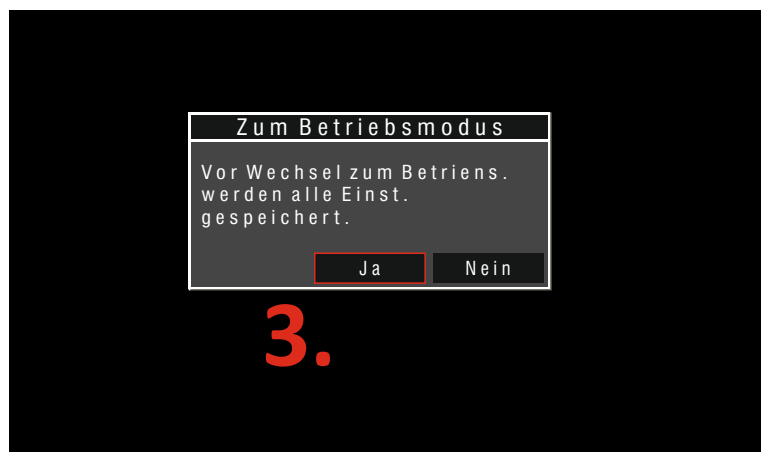 Zum Betriebsmodus
Vor Wechsel zum Betriens.
werden alle Einst.
gespeichert.
Ja Nein
3.